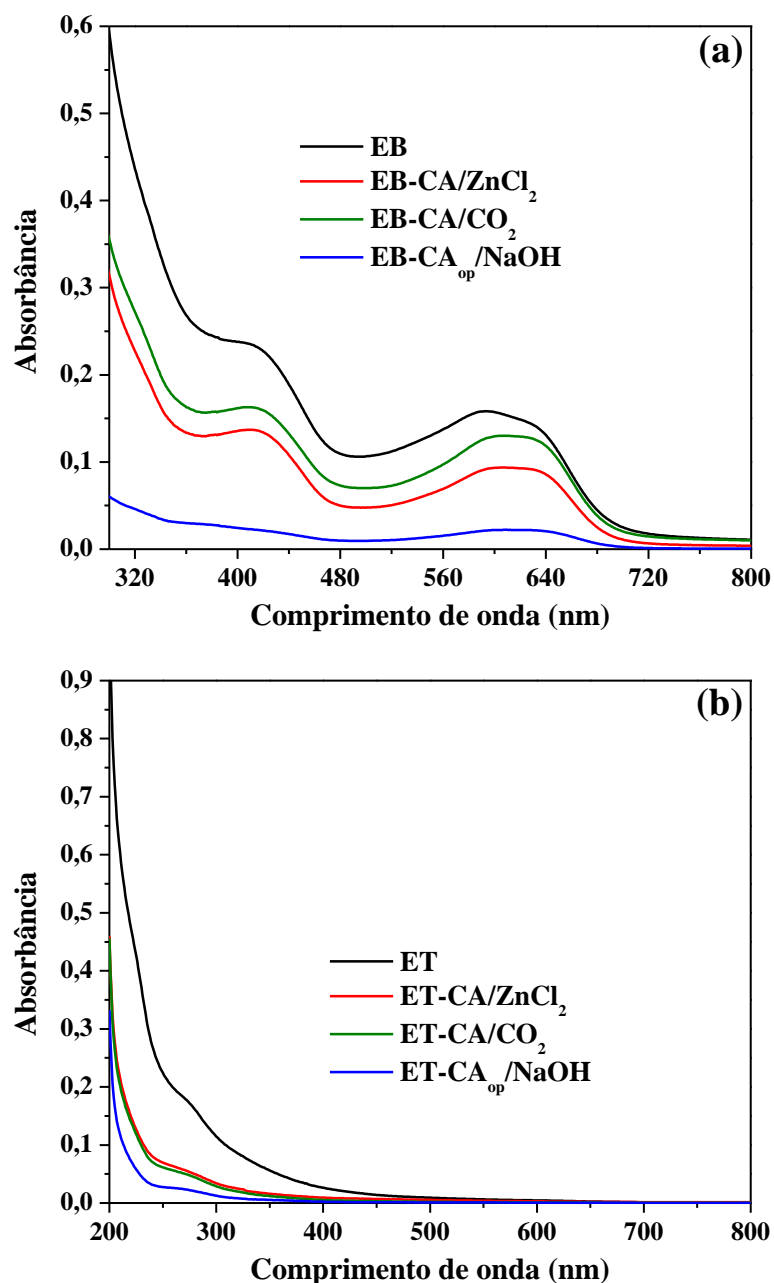 (a)
0,6
0,5
0,4
0,3
0,2
0,1
0,0
Absorbância
EB
EB-CA/ZnCl₂
EB-CA/CO₂
EB-CAₒₚ/NaOH
320 400 480 560 640 720 800
Comprimento de onda (nm)
(b)
0,9
0,8
0,7
0,6
0,5
0,4
0,3
0,2
0,1
0,0
Absorbância
ET
ET-CA/ZnCl₂
ET-CA/CO₂
ET-CAₒₚ/NaOH
200 300 400 500 600 700 800
Comprimento de onda (nm)